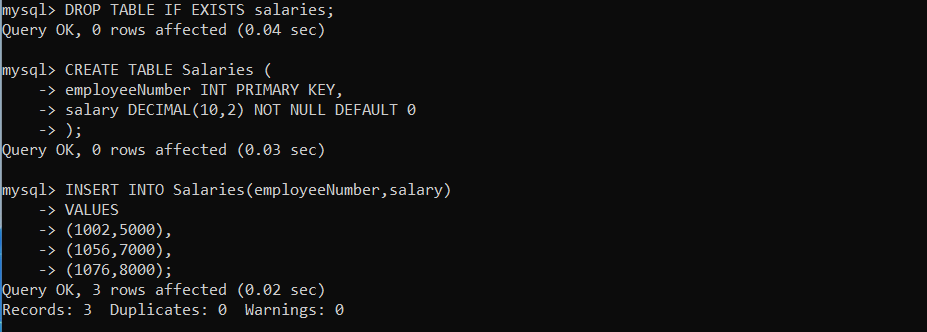 mysql> DROP TABLE IF EXISTS salaries;
Query OK, 0 rows affected (0.04 sec)
mysql> CREATE TABLE Salaries (
    -> employeeNumber INT PRIMARY KEY,
    -> salary DECIMAL(10,2) NOT NULL DEFAULT 0
    -> );
Query OK, 0 rows affected (0.03 sec)
mysql> INSERT INTO Salaries(employeeNumber,salary)
    -> VALUES
    -> (1002,5000),
    -> (1056,7000),
    -> (1076,8000);
Query OK, 3 rows affected (0.02 sec)
Records: 3  Duplicates: 0  Warnings: 0